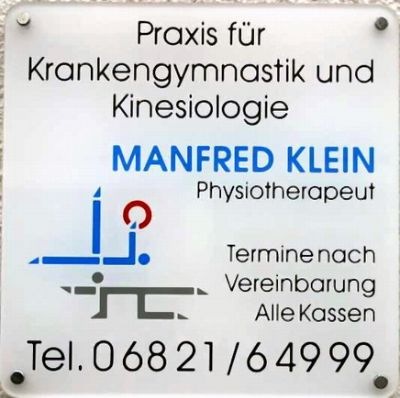 Praxis für
Krankengymnastik und
Kinesiologie
MANFRED KLEIN
Physiotherapeut
Termine nach
Vereinbarung
Alle Kassen
Tel. 06821/64999